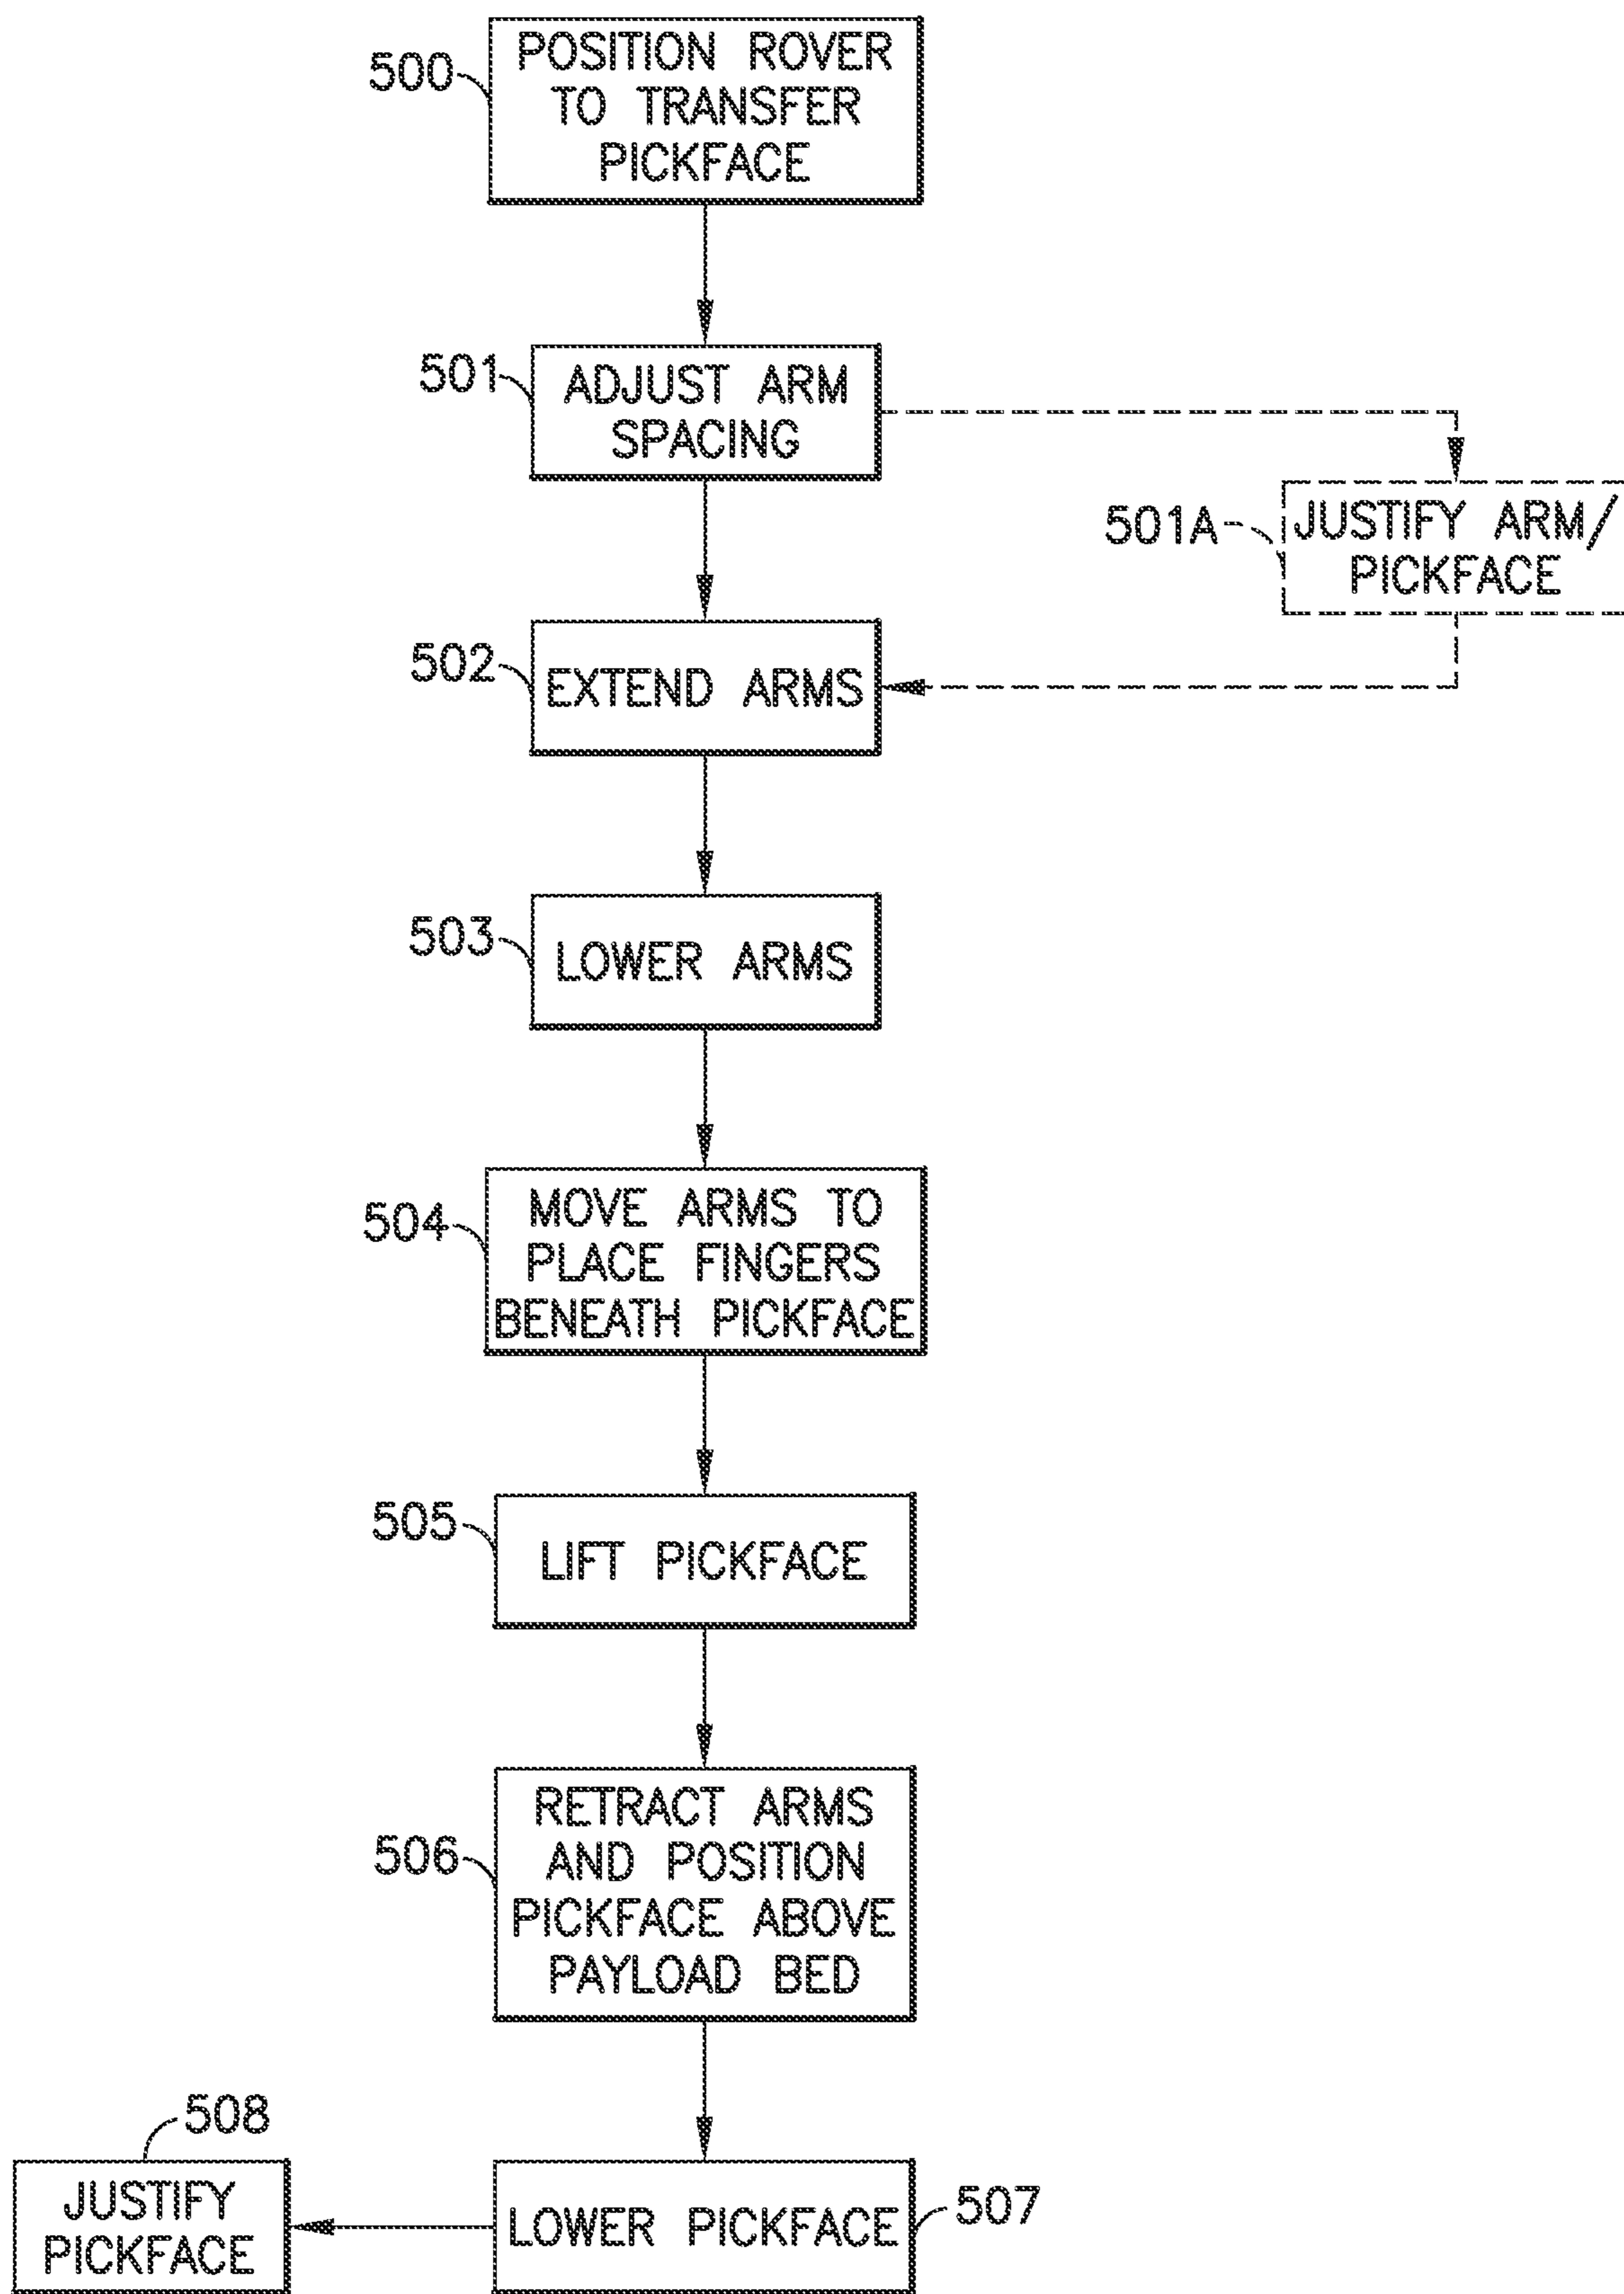 500
POSITION ROVER
TO TRANSFER
PICKFACE
501
ADJUST ARM
SPACING
501A
JUSTIFY ARM/
PICKFACE
502
EXTEND ARMS
503
LOWER ARMS
504
MOVE ARMS TO
PLACE FINGERS
BENEATH PICKFACE
505
LIFT PICKFACE
506
RETRACT ARMS
AND POSITION
PICKFACE ABOVE
PAYLOAD BED
508
JUSTIFY
PICKFACE
LOWER PICKFACE
507